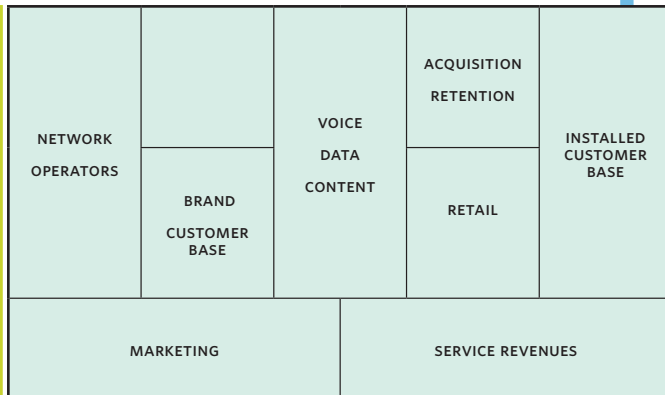 NETWORK
OPERATORS
BRAND
CUSTOMER
BASE
VOICE
DATA
CONTENT
ACQUISITION
RETENTION
RETAIL
INSTALLED
CUSTOMER
BASE
MARKETING
SERVICE REVENUES